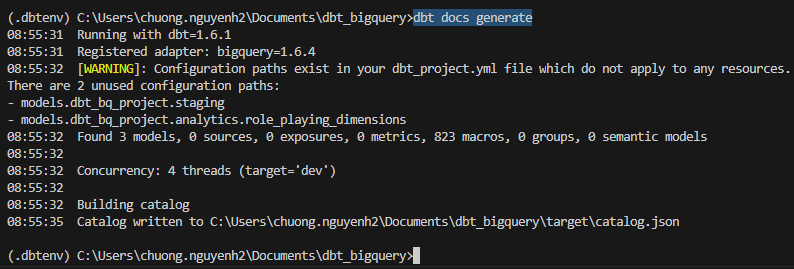 (.dbtenv) C:\Users\chuong.nguyenh2\Documents\dbt_bigquery>dbt docs generate
08:55:31  Running with dbt=1.6.1
08:55:31  Registered adapter: bigquery=1.6.4
08:55:32  [WARNING]: Configuration paths exist in your dbt_project.yml file which do not apply to any resources.
There are 2 unused configuration paths:
- models.dbt_bq_project.staging
- models.dbt_bq_project.analytics.role_playing_dimensions
08:55:32  Found 3 models, 0 sources, 0 exposures, 0 metrics, 823 macros, 0 groups, 0 semantic models
08:55:32
08:55:32  Concurrency: 4 threads (target='dev')
08:55:32
08:55:32  Building catalog
08:55:35  Catalog written to C:\Users\chuong.nguyenh2\Documents\dbt_bigquery\target\catalog.json
(.dbtenv) C:\Users\chuong.nguyenh2\Documents\dbt_bigquery>